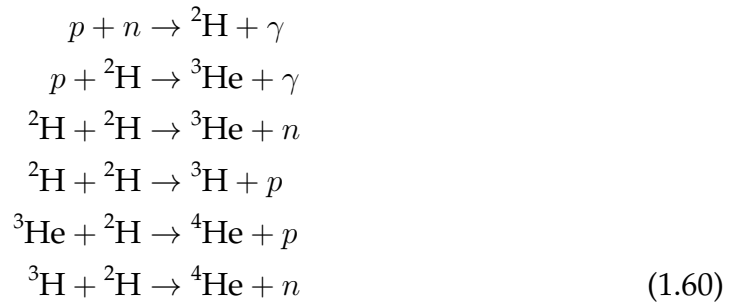 p + n → ²H + γ
p + ²H → ³He + γ
²H + ²H → ³He + n
²H + ²H → ³H + p
³He + ²H → ⁴He + p
³H + ²H → ⁴He + n (1.60)